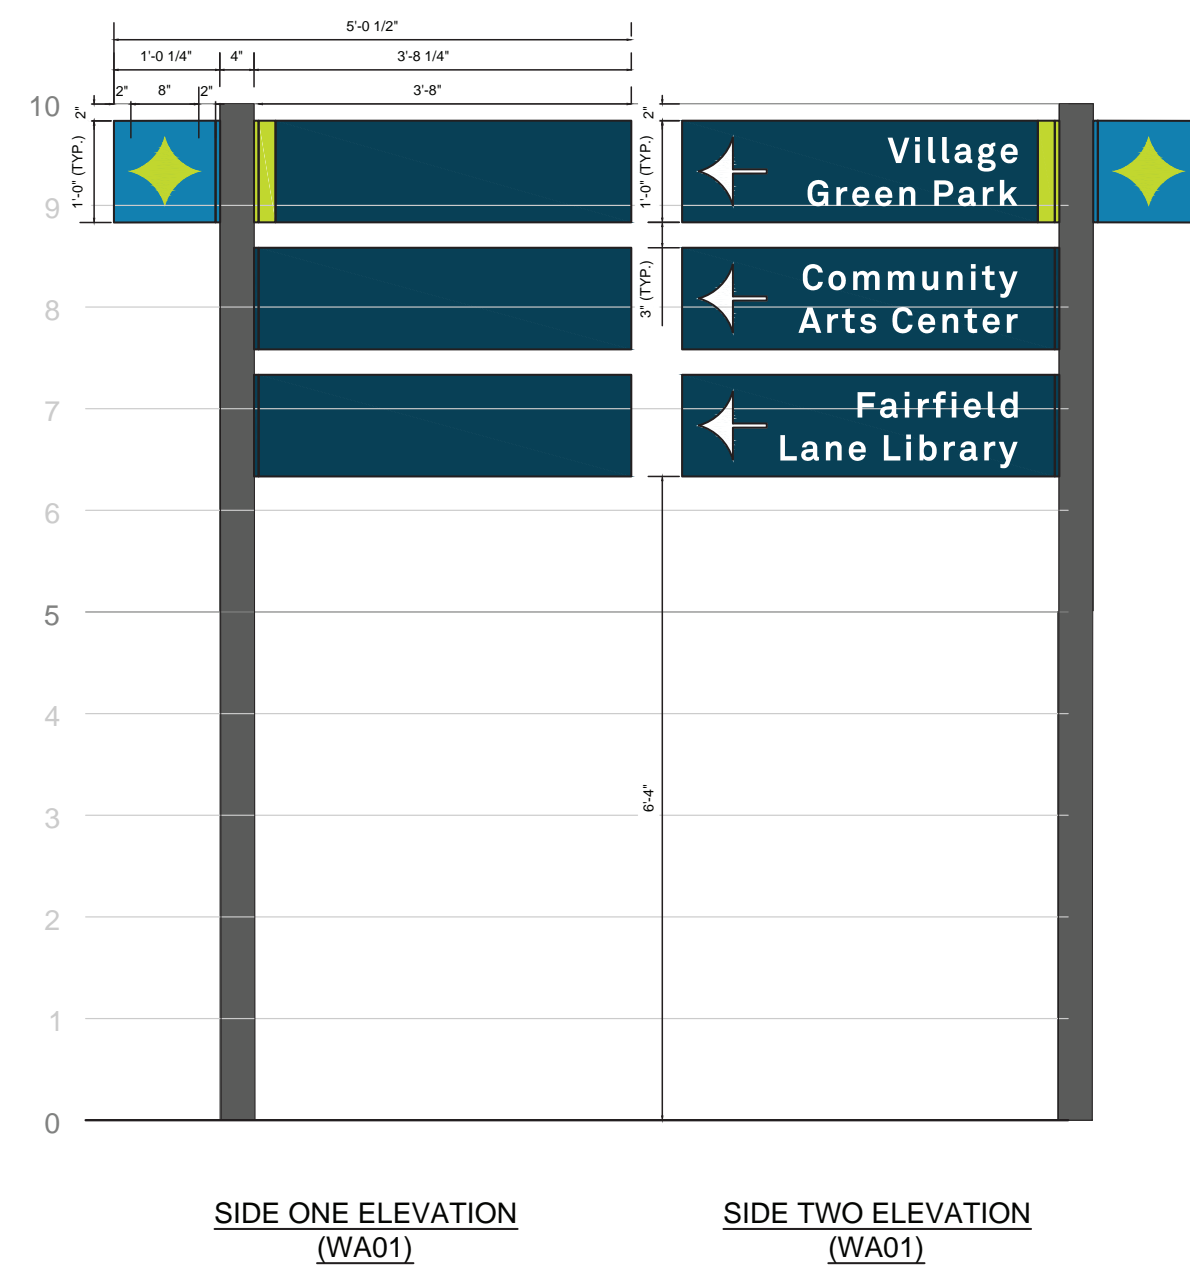 5'-0 1/2"
1'-0 1/4" 4" 3'-8 1/4"
2" 8" 2" 3'-8"
10
2"
2"
1'-0" (TYP.)
1'-0" (TYP.)
Village
Green Park
9
3" (TYP.)
Community
Arts Center
8
Fairfield
Lane Library
7
6
5
4
6'-4"
3
2
1
0
SIDE ONE ELEVATION
(WA01)
SIDE TWO ELEVATION
(WA01)